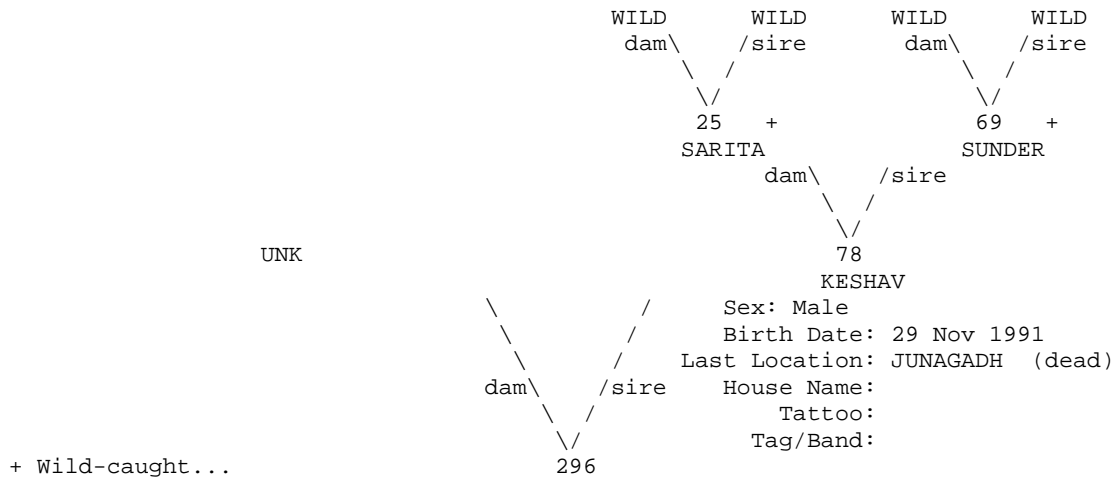 WILD WILD WILD WILD
dam\ /sire dam\ /sire
\ / \ /
\/ \/
25 + 69 +
SARITA SUNDER
dam\ /sire
\ /
\/
UNK 78
KESHAV
\ / Sex: Male
\ / Birth Date: 29 Nov 1991
\ / Last Location: JUNAGADH (dead)
dam\ /sire House Name:
\ / Tattoo:
\/ Tag/Band:
+ Wild-caught... 296